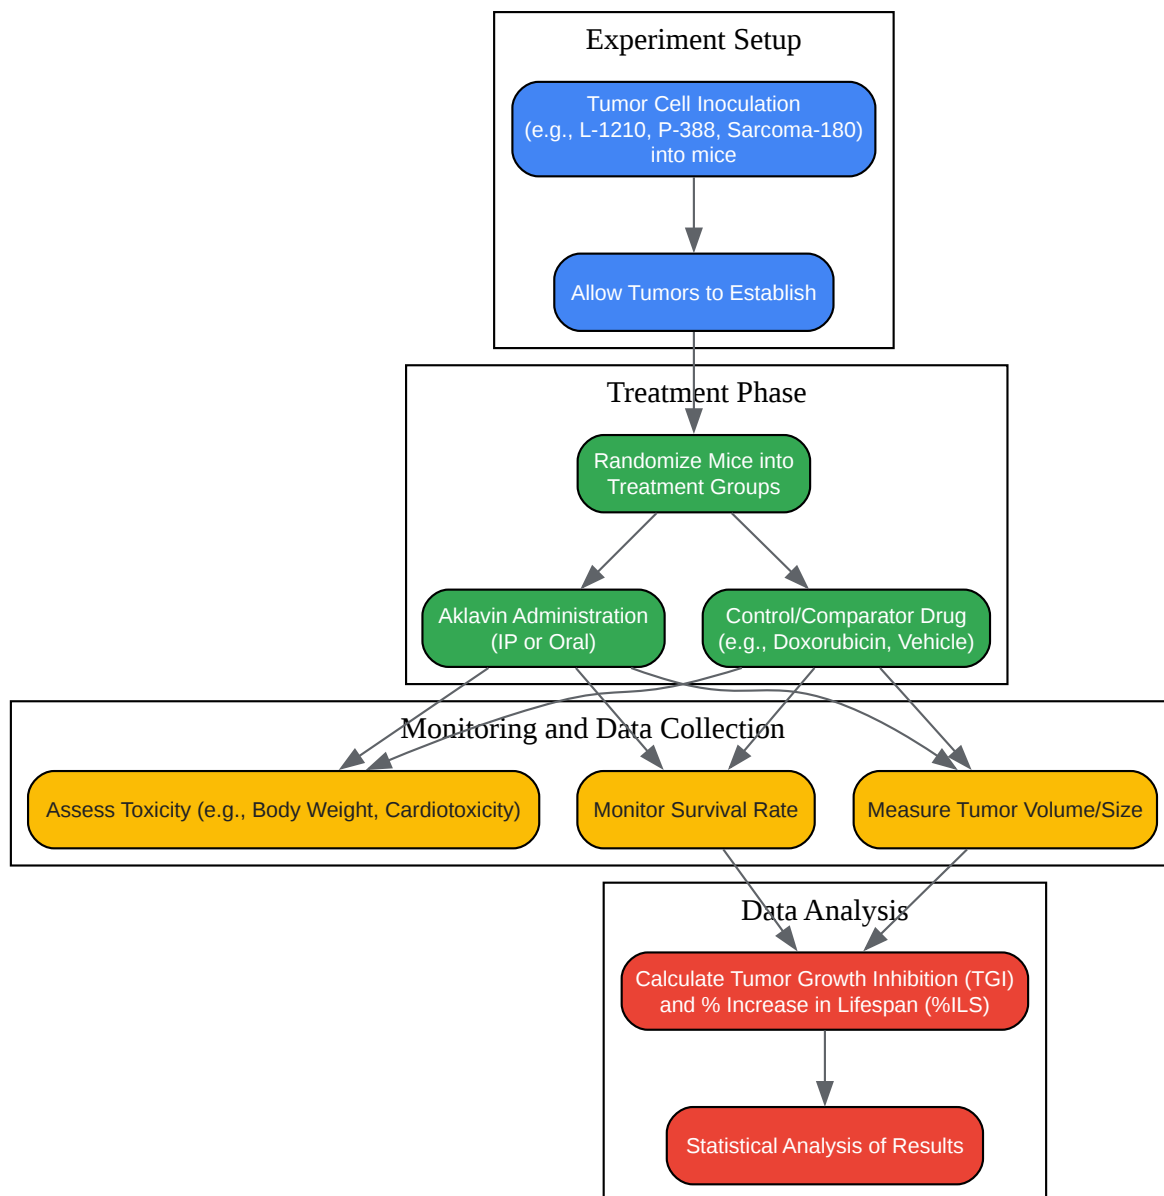 Experiment Setup
Tumor Cell Inoculation
(e.g., L-1210, P-388, Sarcoma-180)
into mice
Allow Tumors to Establish
Treatment Phase
Randomize Mice into
Treatment Groups
Aklavin Administration
(IP or Oral)
Control/Comparator Drug
(e.g., Doxorubicin, Vehicle)
Monitoring and Data Collection
Assess Toxicity (e.g., Body Weight, Cardiotoxicity)
Monitor Survival Rate
Measure Tumor Volume/Size
Data Analysis
Calculate Tumor Growth Inhibition (TGI)
and % Increase in Lifespan (%ILS)
Statistical Analysis of Results